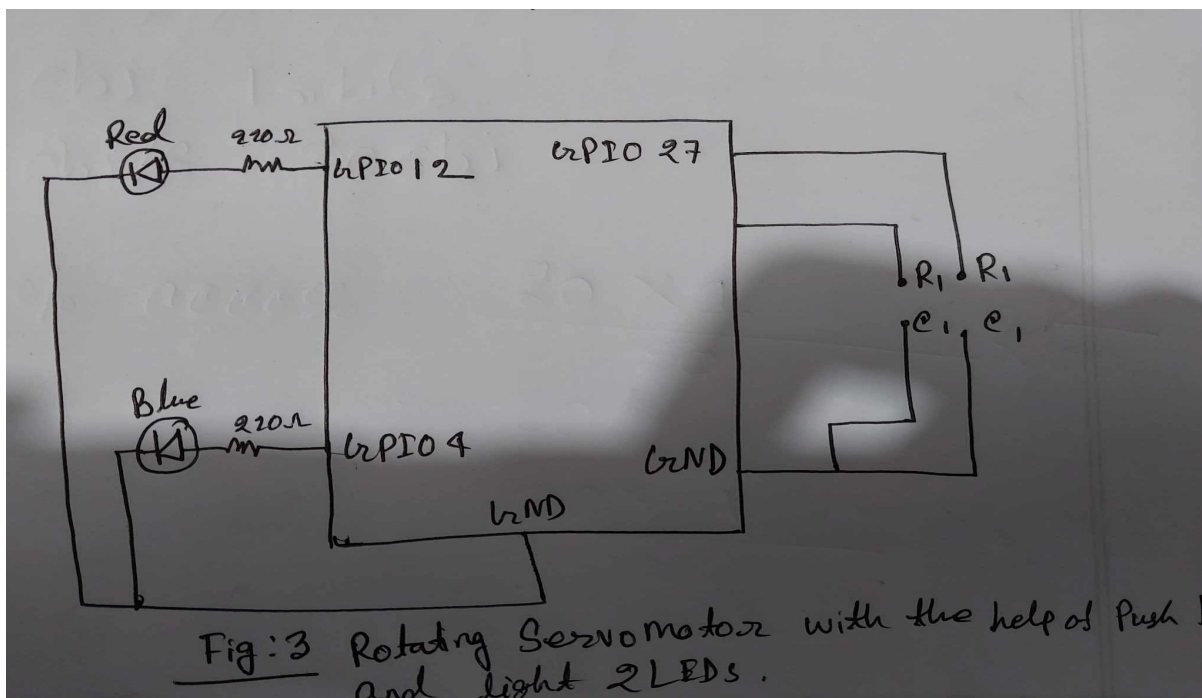 Red
220Ω
GPIO 12
GPIO 27
R1
R1
C1
C1
Blue
220Ω
GPIO 4
GND
GND
Fig:3 Rotating Servomotor with the help of Push
and light 2 LEDs.